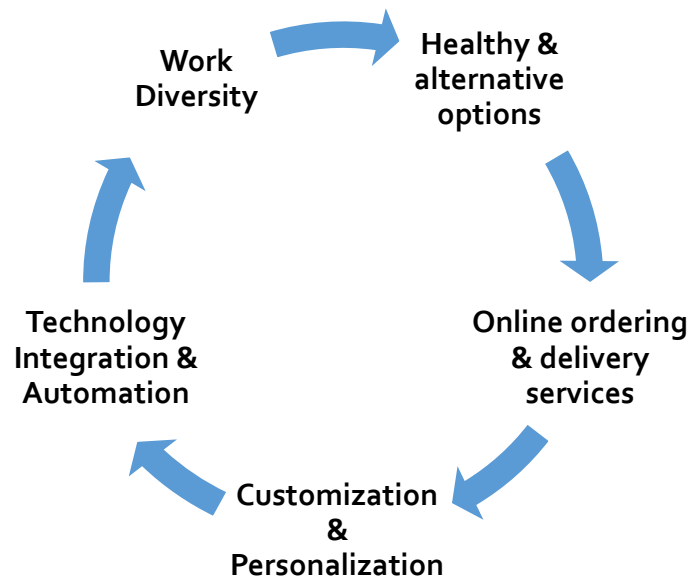 Work
Diversity
Healthy &
alternative
options
Online ordering
& delivery
services
Customization
&
Personalization
Technology
Integration &
Automation